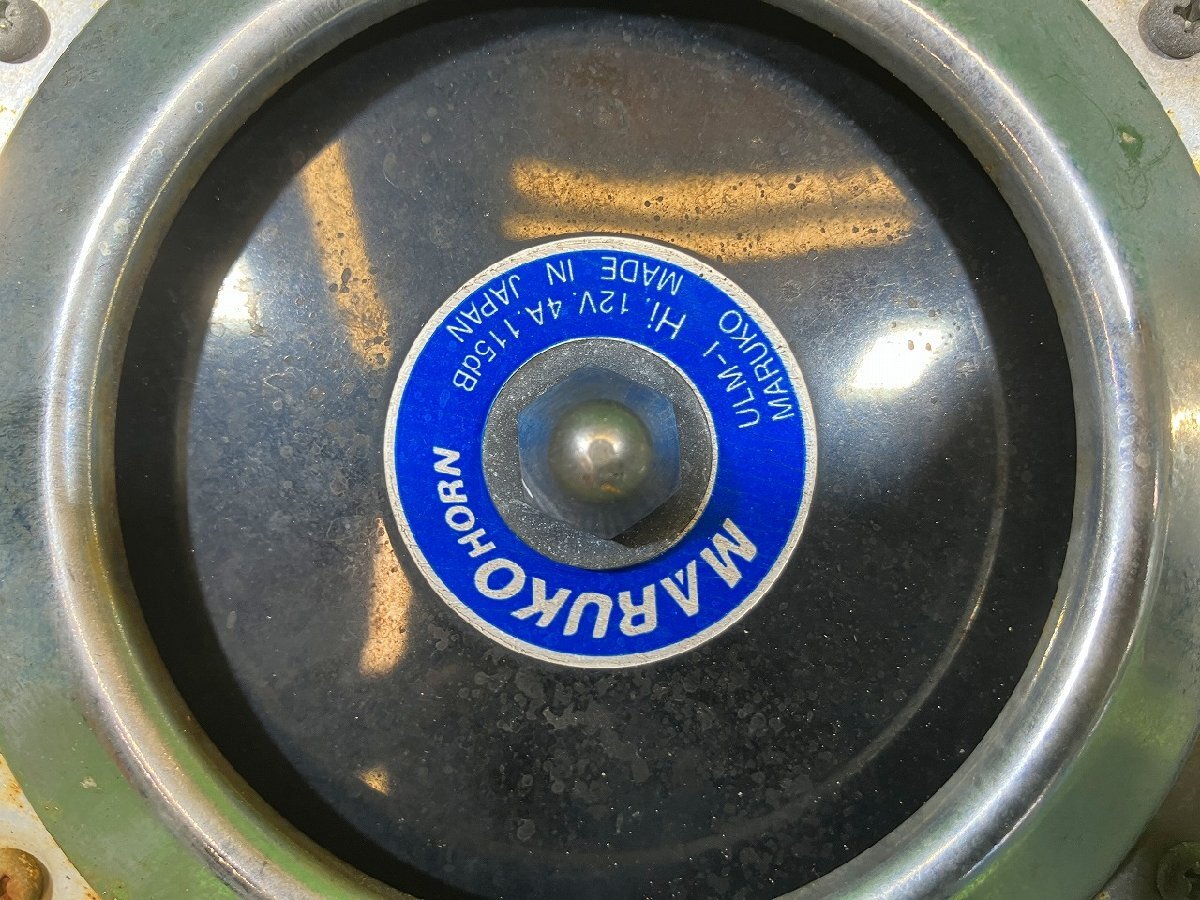 MARUKO HORN
MARUKO
ULM-1 Hi. 12V. 4A. 115dB
MADE IN JAPAN